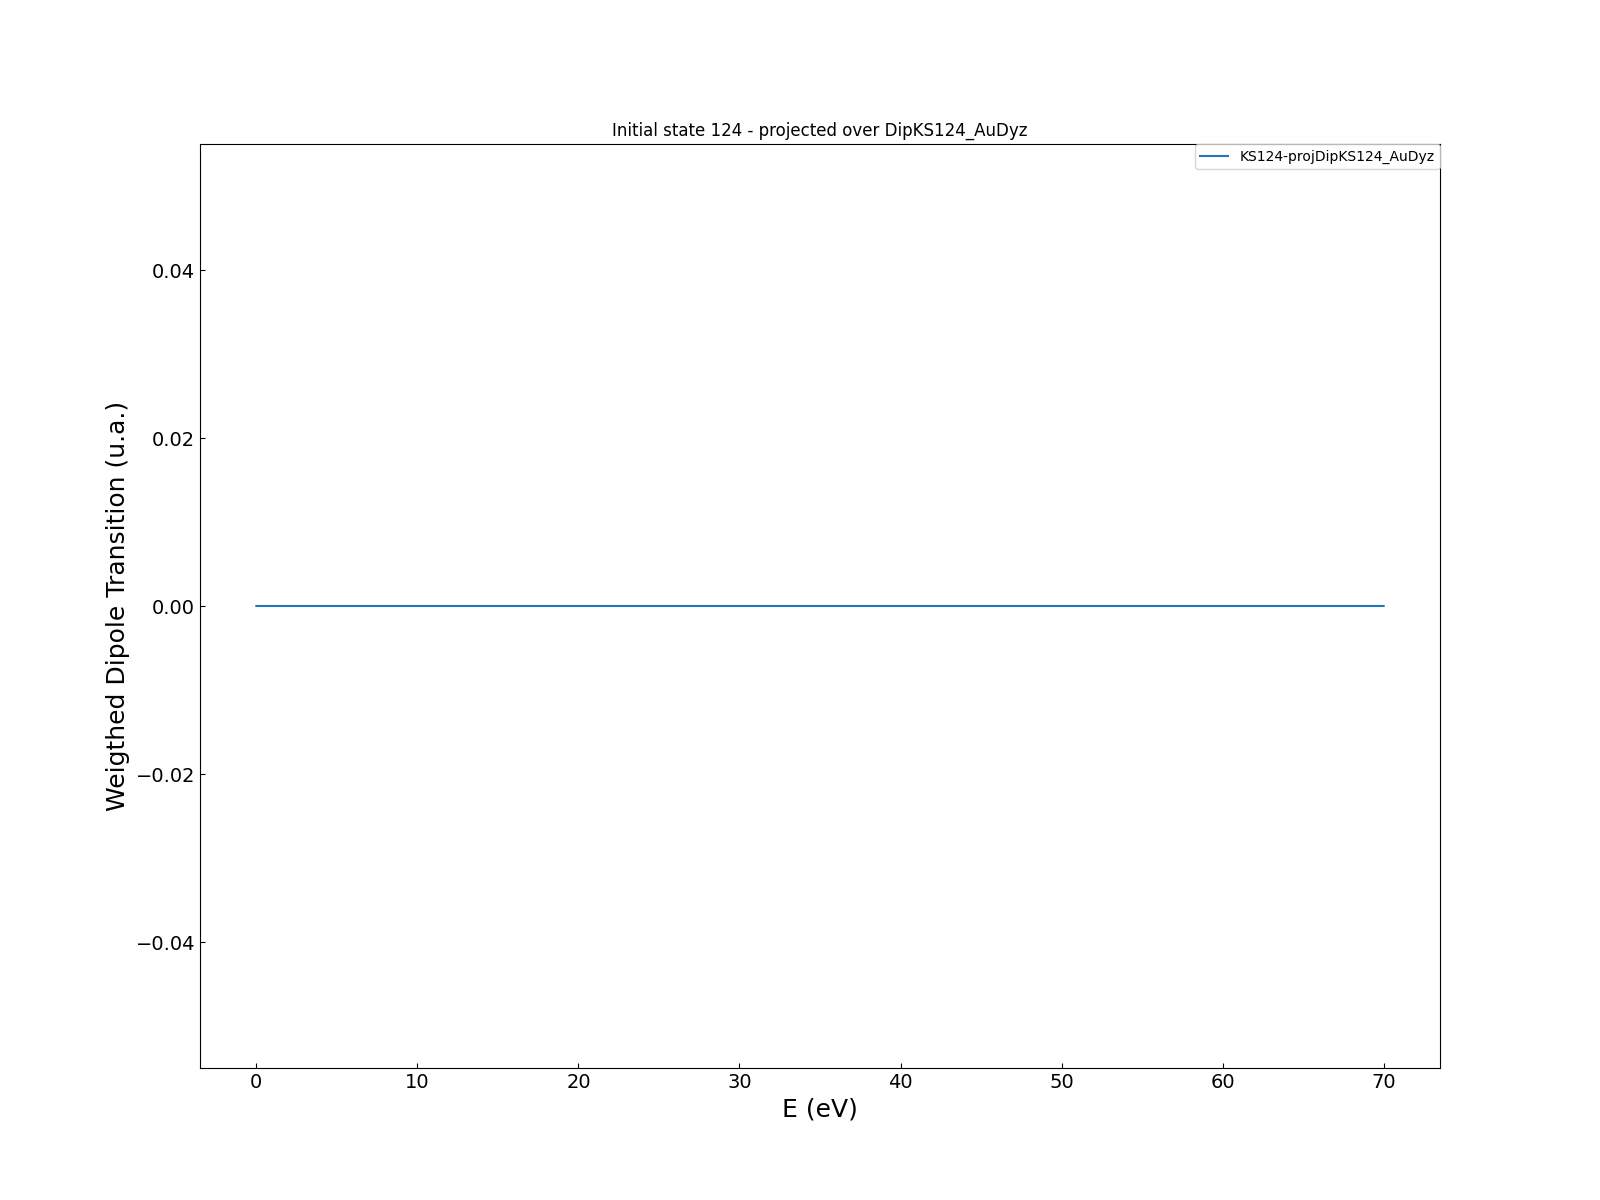 Initial state 124 - projected over DipKS124_AuDyz
KS124-projDipKS124_AuDyz
Weigthed Dipole Transition (u.a.)
0.04
0.02
0.00
−0.02
−0.04
0 10 20 30 40 50 60 70
E (eV)